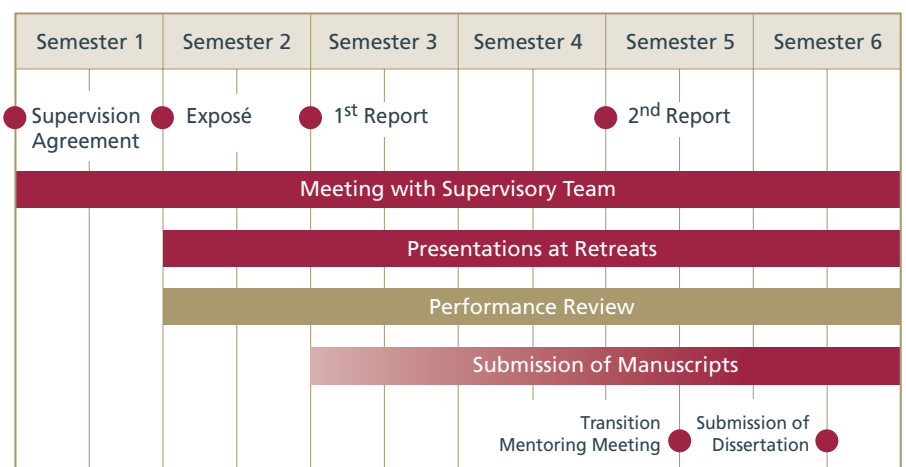 Semester 1 Semester 2 Semester 3 Semester 4 Semester 5 Semester 6
Supervision Agreement
Exposé
1st Report
2nd Report
Meeting with Supervisory Team
Presentations at Retreats
Performance Review
Submission of Manuscripts
Transition
Mentoring Meeting
Submission of
Dissertation